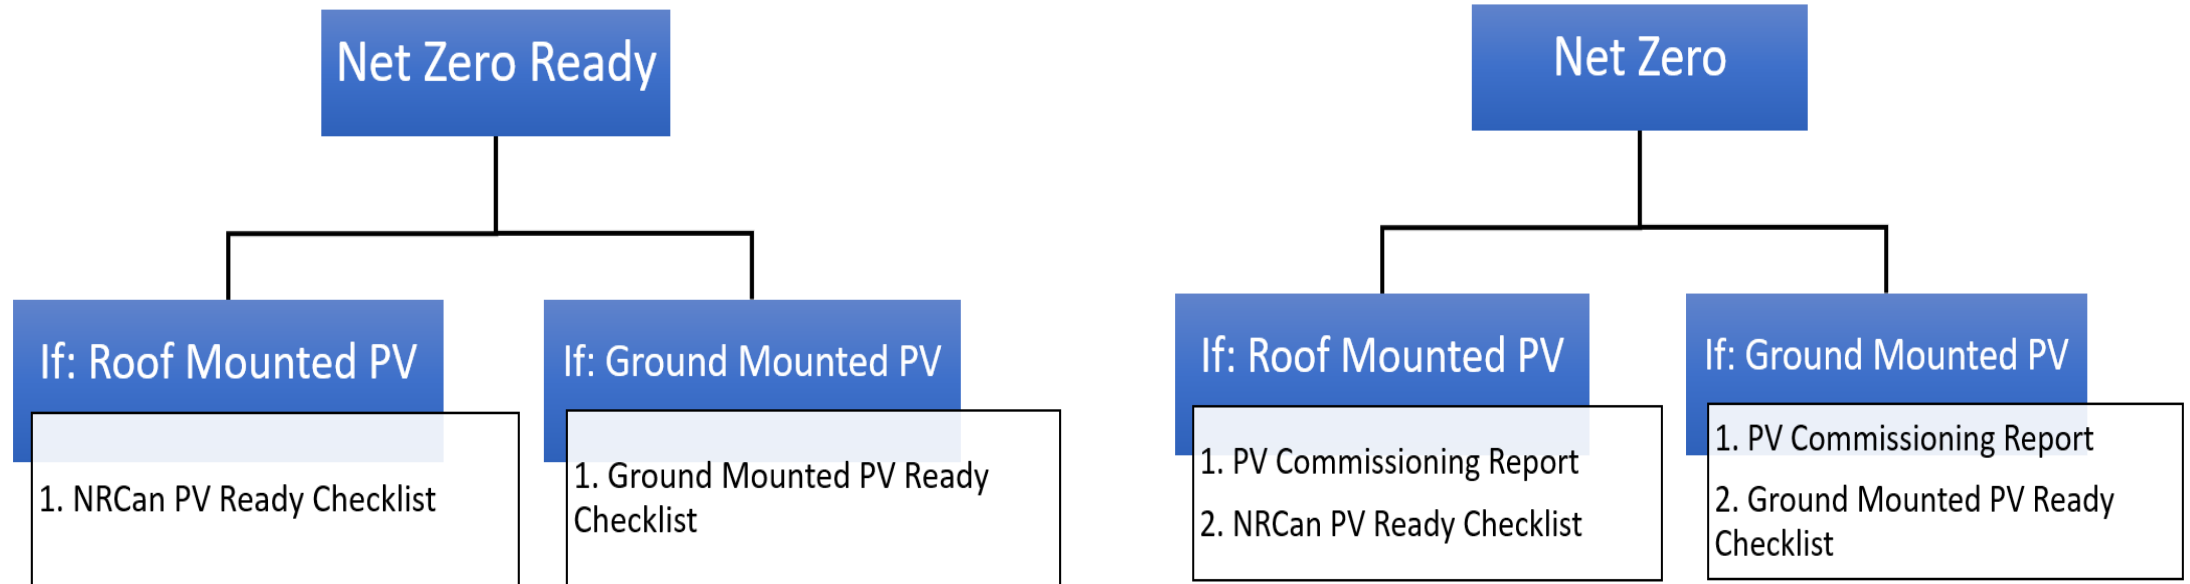 Net Zero Ready
If: Roof Mounted PV
1. NRCan PV Ready Checklist
If: Ground Mounted PV
1. Ground Mounted PV Ready
Checklist
Net Zero
If: Roof Mounted PV
1. PV Commissioning Report
2. NRCan PV Ready Checklist
If: Ground Mounted PV
1. PV Commissioning Report
2. Ground Mounted PV Ready
Checklist